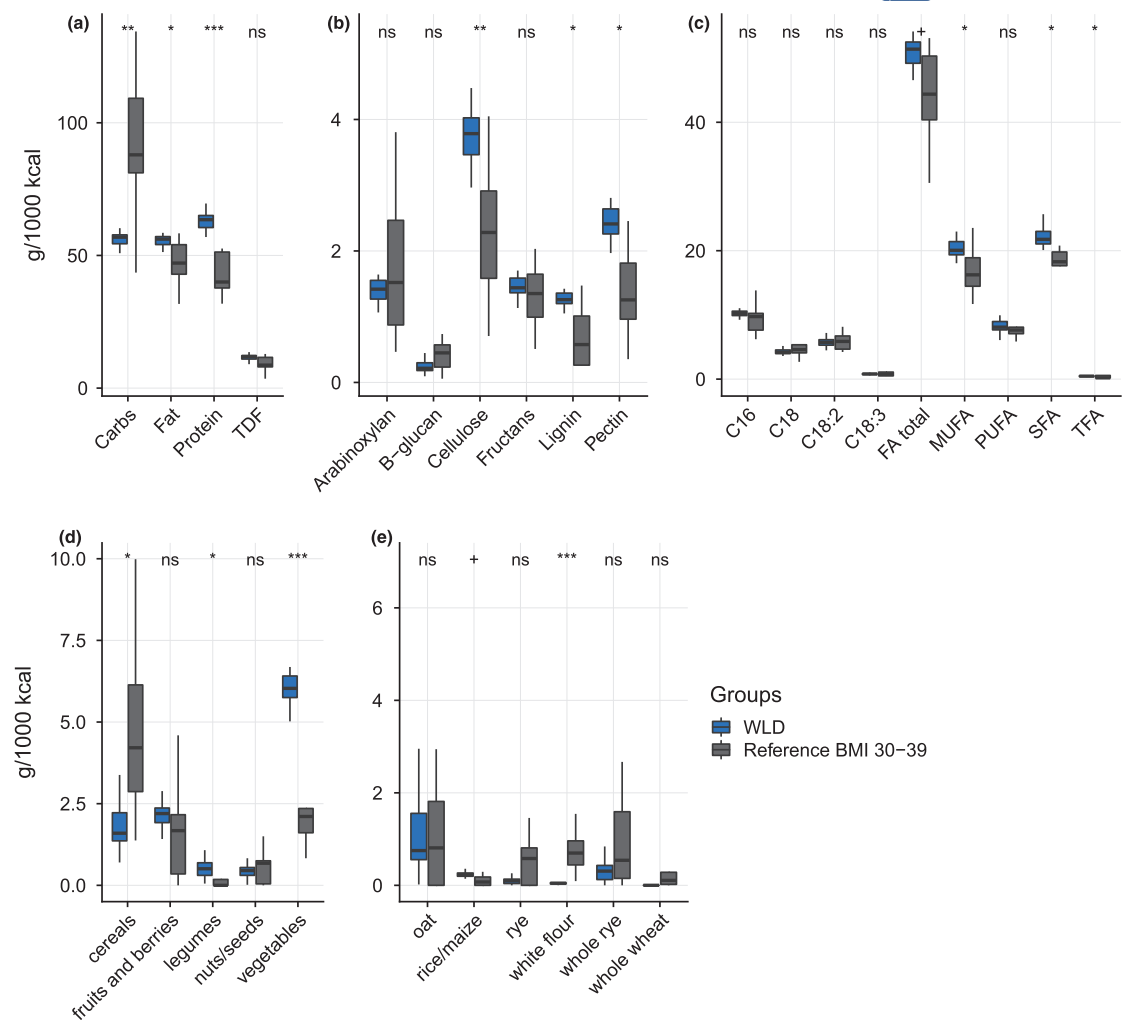 (a)
** * *** ns
g/1000 kcal
100
50
0
Carbs
Fat
Protein
TDF
(b)
ns ns ** ns * *
4
2
0
Arabinoxylan
B−glucan
Cellulose
Fructans
Lignin
Pectin
(c)
ns ns ns ns + * ns * *
40
20
0
C16
C18
C18:2
C18:3
FA total
MUFA
PUFA
SFA
TFA
(d)
* ns * ns ***
g/1000 kcal
10.0
7.5
5.0
2.5
0.0
cereals
fruits and berries
legumes
nuts/seeds
vegetables
(e)
ns + ns *** ns ns
6
4
2
0
oat
rice/maize
rye
white flour
whole rye
whole wheat
Groups
WLD
Reference BMI 30−39